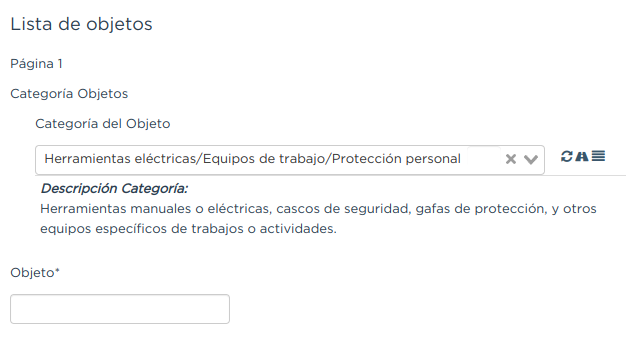 Lista de objetos
Página 1
Categoría Objetos
Categoría del Objeto
Herramientas eléctricas/Equipos de trabajo/Protección personal
Descripción Categoría:
Herramientas manuales o eléctricas, cascos de seguridad, gafas de protección, y otros
equipos específicos de trabajos o actividades.
Objeto*